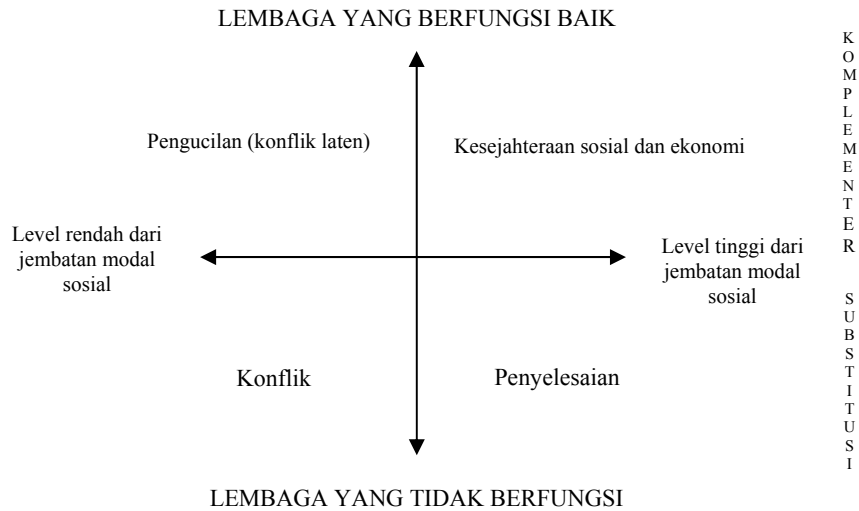 LEMBAGA YANG BERFUNGSI BAIK
Pengucilan (konflik laten)
Kesejahteraan sosial dan ekonomi
Level rendah dari
jembatan modal
sosial
Level tinggi dari
jembatan modal
sosial
Konflik
Penyelesaian
LEMBAGA YANG TIDAK BERFUNGSI
K
O
M
P
L
E
M
E
N
T
E
R
S
U
B
S
T
I
T
U
S
I